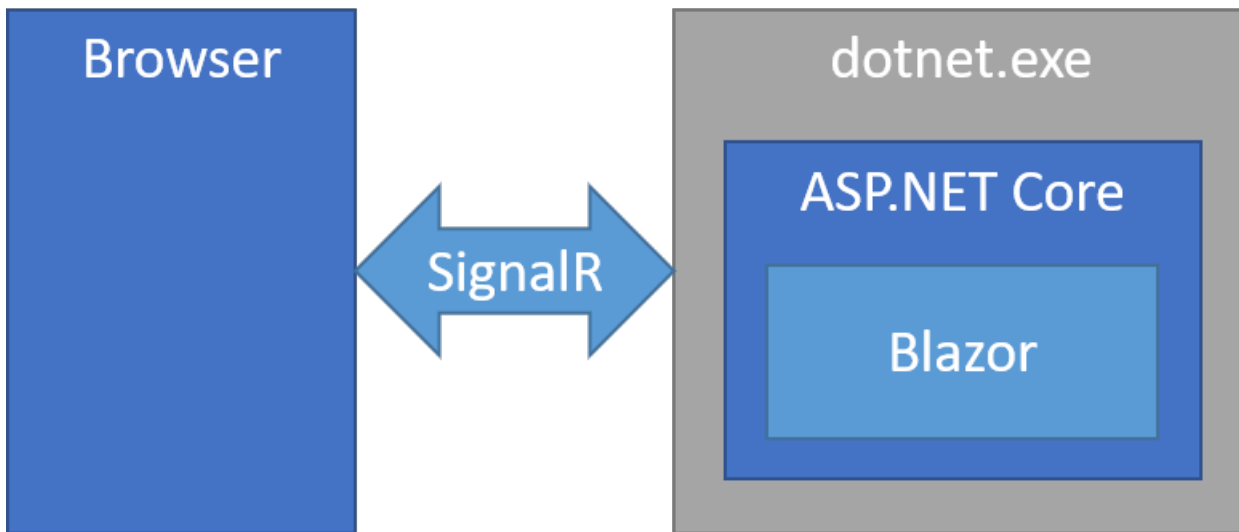 Browser
SignalR
dotnet.exe
ASP.NET Core
Blazor